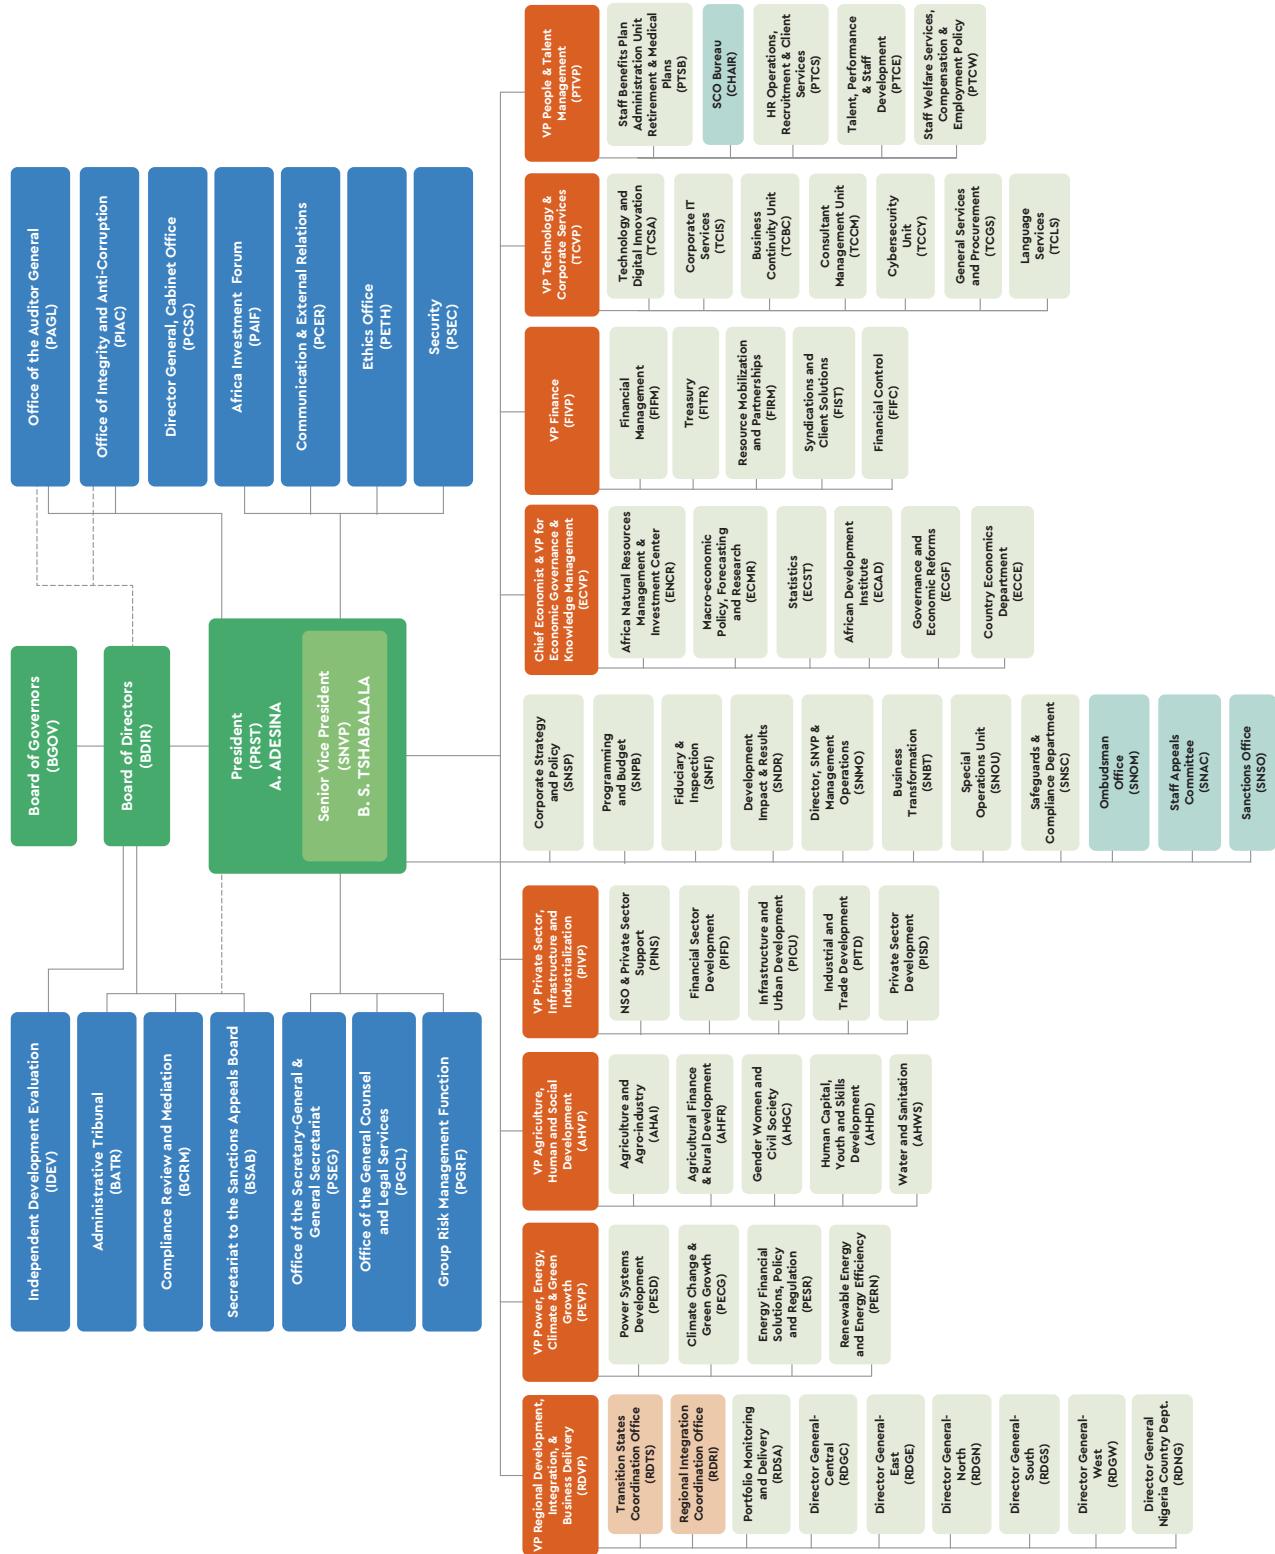 Board of Governors
(BGOV)
Board of Directors
(BDIR)
President
(PRST)
A. ADESINA
Senior Vice President
(SNVP)
B. S. TSHABALALA
Independent Development Evaluation
(IDEV)
Administrative Tribunal
(BATR)
Compliance Review and Mediation
(BCRM)
Secretariat to the Sanctions Appeals Board
(BSAB)
Office of the Secretary-General &
General Secretariat
(PSEG)
Office of the General Counsel
and Legal Services
(PGCL)
Group Risk Management Function
(PGRF)
Office of the Auditor General
(PAGL)
Office of Integrity and Anti-Corruption
(PIAC)
Director General, Cabinet Office
(PCSC)
Africa Investment Forum
(PAIF)
Communication & External Relations
(PCER)
Ethics Office
(PETH)
Security
(PSEC)
VP Regional Development,
Integration, &
Business Delivery
(RDVP)
Transition States
Coordination Office
(RDTS)
Regional Integration
Coordination Office
(RDRI)
Portfolio Monitoring
and Delivery
(RDSA)
Director General-
Central
(RDGC)
Director General-
East
(RDGE)
Director General-
North
(RDGN)
Director General-
South
(RDGS)
Director General-
West
(RDGW)
Director General
Nigeria Country Dept.
(RDNG)
VP Power, Energy,
Climate & Green
Growth
(PEVP)
Power Systems
Development
(PESD)
Climate Change &
Green Growth
(PECG)
Energy Financial
Solutions, Policy
and Regulation
(PESR)
Renewable Energy
and Energy Efficiency
(PERN)
VP Agriculture,
Human and Social
Development
(AHVP)
Agriculture and
Agro-industry
(AHAI)
Agricultural Finance
& Rural Development
(AHFR)
Gender Women and
Civil Society
(AHGC)
Human Capital,
Youth and Skills
Development
(AHHD)
Water and Sanitation
(AHWS)
VP Private Sector,
Infrastructure and
Industrialization
(PIVP)
NSO & Private Sector
Support
(PINS)
Financial Sector
Development
(PIFD)
Infrastructure and
Urban Development
(PICU)
Industrial and
Trade Development
(PITD)
Private Sector
Development
(PISD)
Corporate Strategy
and Policy
(SNSP)
Programming
and Budget
(SNPB)
Fiduciary &
Inspection
(SNFI)
Development
Impact & Results
(SNDR)
Director, SNVP &
Management
Operations
(SNMO)
Business
Transformation
(SNBT)
Special
Operations Unit
(SNOU)
Safeguards &
Compliance Department
(SNSC)
Ombudsman
Office
(SNOM)
Staff Appeals
Committee
(SNAC)
Sanctions Office
(SNSO)
Chief Economist & VP for
Economic Governance &
Knowledge Management
(ECVP)
Africa Natural Resources
Management &
Investment Center
(ENCR)
Macro-economic
Policy, Forecasting
and Research
(ECMR)
Statistics
(ECST)
African Development
Institute
(ECAD)
Governance and
Economic Reforms
(ECGF)
Country Economics
Department
(ECCE)
VP Finance
(FIVP)
Financial
Management
(FIFM)
Treasury
(FITR)
Resource Mobilization
and Partnerships
(FIRM)
Syndications and
Client Solutions
(FIST)
Financial Control
(FIFC)
VP Technology &
Corporate Services
(TCVP)
Technology and
Digital Innovation
(TCSA)
Corporate IT
Services
(TCIS)
Business
Continuity Unit
(TCBC)
Consultant
Management Unit
(TCCM)
Cybersecurity
Unit
(TCCY)
General Services
and Procurement
(TCGS)
Language
Services
(TCLS)
VP People & Talent
Management
(PTVP)
Staff Benefits Plan
Administration Unit
Retirement & Medical
Plans
(PTSB)
SCO Bureau
(CHAIR)
HR Operations,
Recruitment & Client
Services
(PTCS)
Talent, Performance
& Staff
Development
(PTCE)
Staff Welfare Services,
Compensation &
Employment Policy
(PTCW)